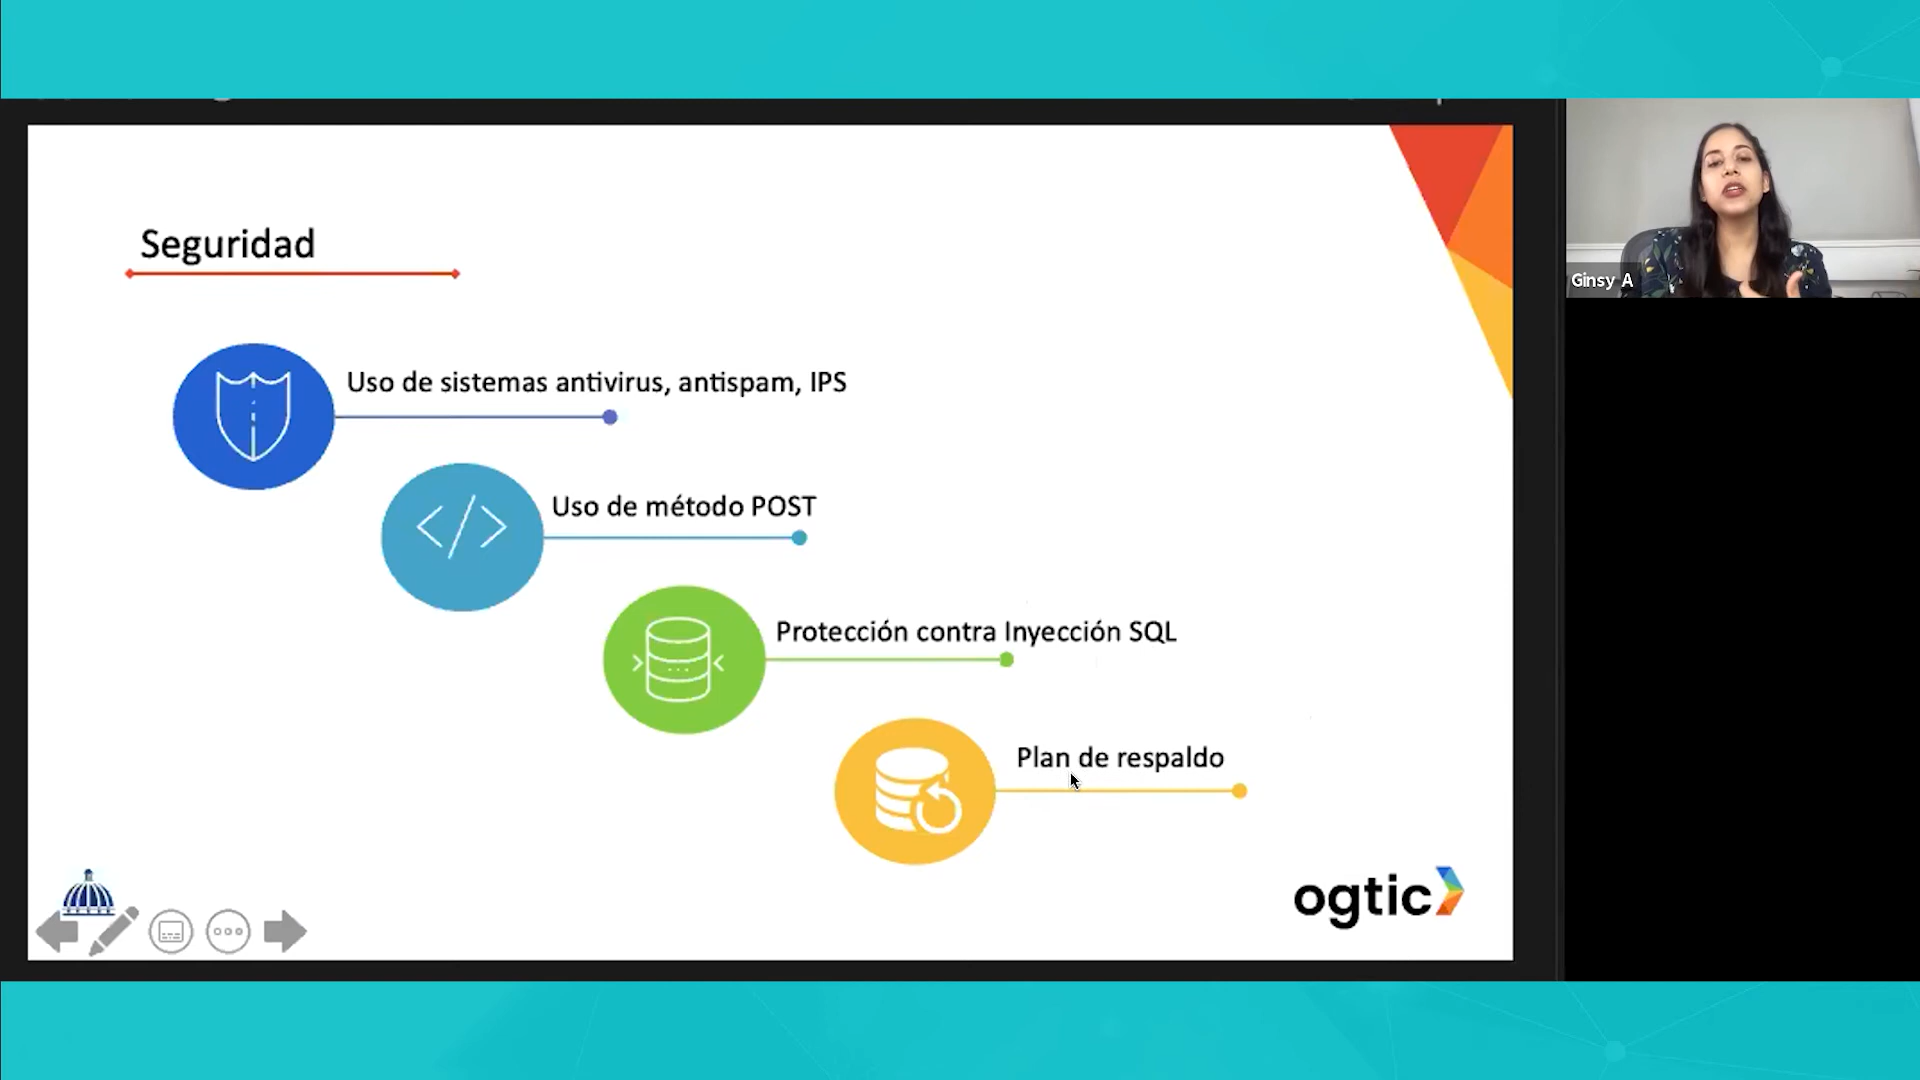 Seguridad
Uso de sistemas antivirus, antispam, IPS
Uso de método POST
Protección contra Inyección SQL
Plan de respaldo
ogtic
Ginsy A